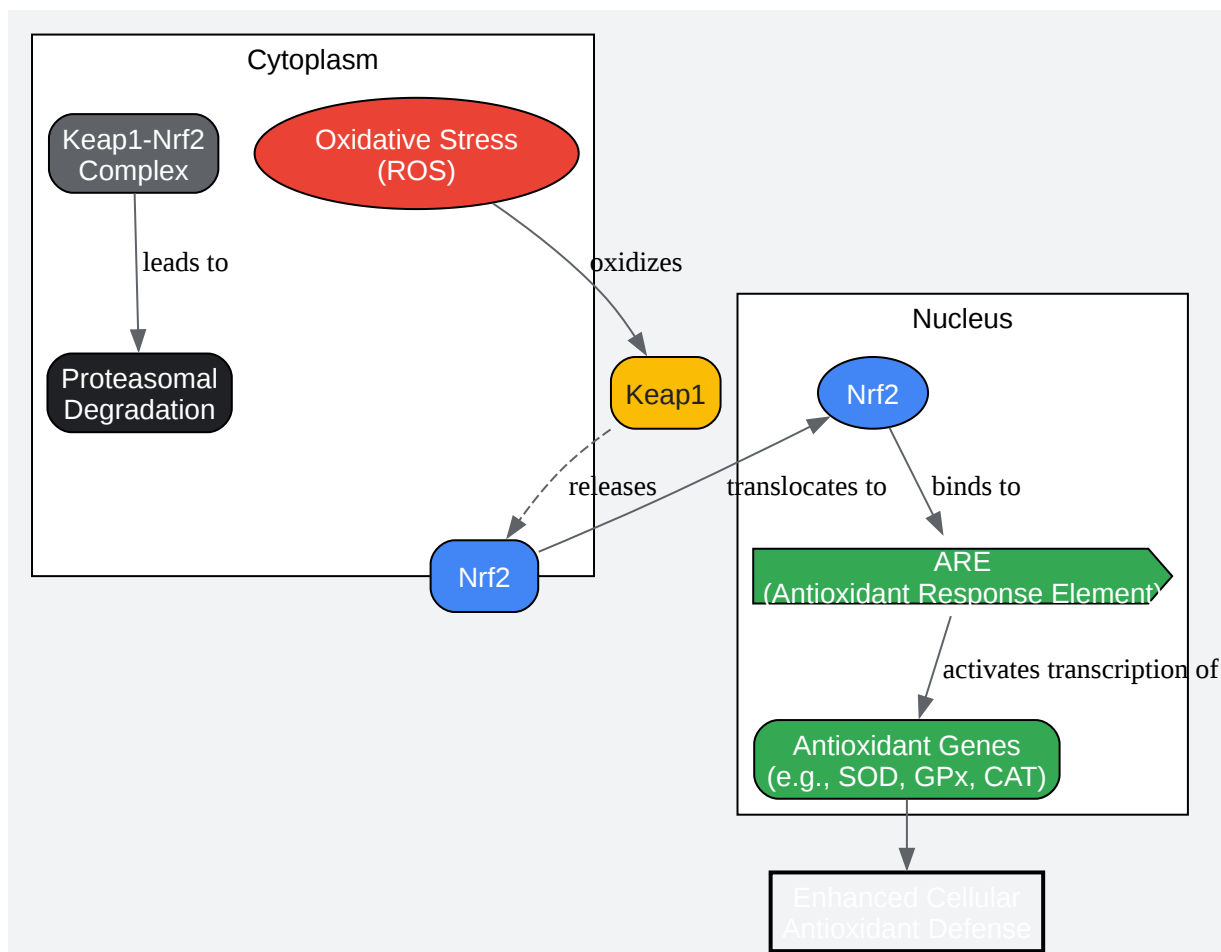 Cytoplasm
Keap1-Nrf2
Complex
Oxidative Stress
(ROS)
leads to
oxidizes
Proteasomal
Degradation
Keap1
releases
Nrf2
translocates to
Nucleus
Nrf2
binds to
ARE
(Antioxidant Response Element)
activates transcription of
Antioxidant Genes
(e.g., SOD, GPx, CAT)
Enhanced Cellular
Antioxidant Defense